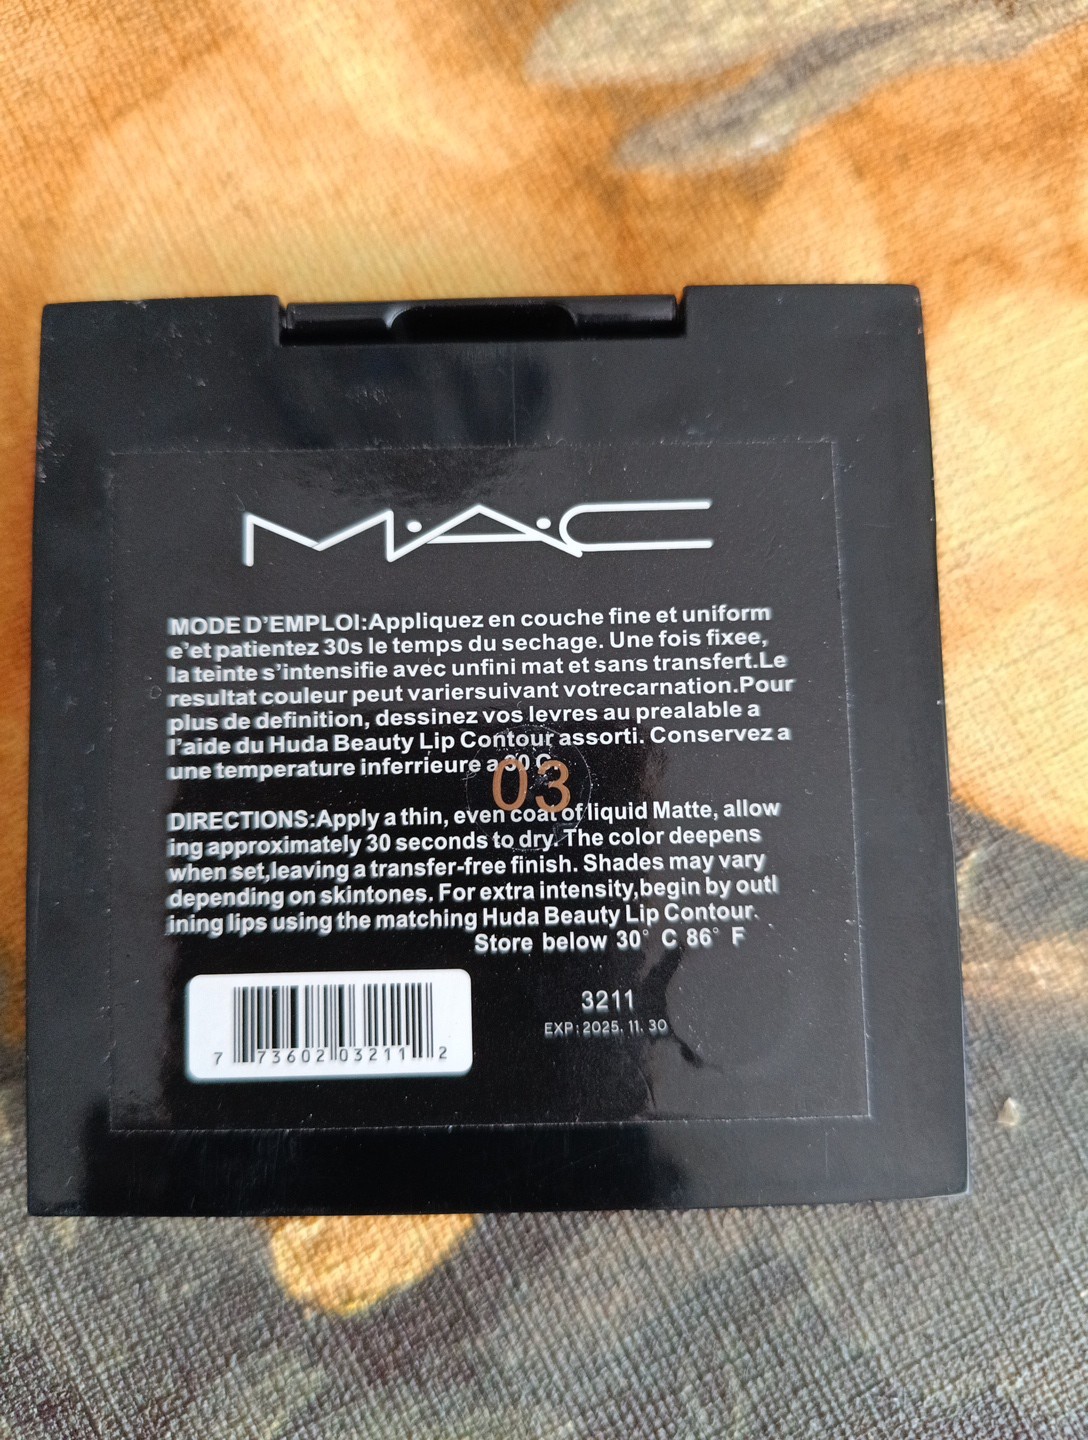 M·A·C
MODE D'EMPLOI:Appliquez en couche fine et uniform
e'et patientez 30s le temps du sechage. Une fois fixee,
la teinte s'intensifie avec unfini mat et sans transfert.Le
resultat couleur peut variersuivant votrecarnation.Pour
plus de definition, dessinez vos levres au prealable a
l'aide du Huda Beauty Lip Contour assorti. Conservez a
une temperature inferrieure a 30 C.
03
DIRECTIONS:Apply a thin, even coat of liquid Matte, allow
ing approximately 30 seconds to dry. The color deepens
when set,leaving a transfer-free finish. Shades may vary
depending on skintones. For extra intensity,begin by outl
ining lips using the matching Huda Beauty Lip Contour.
Store below 30° C 86° F
3211
EXP:2025. 11. 30
7 73602 03211 2